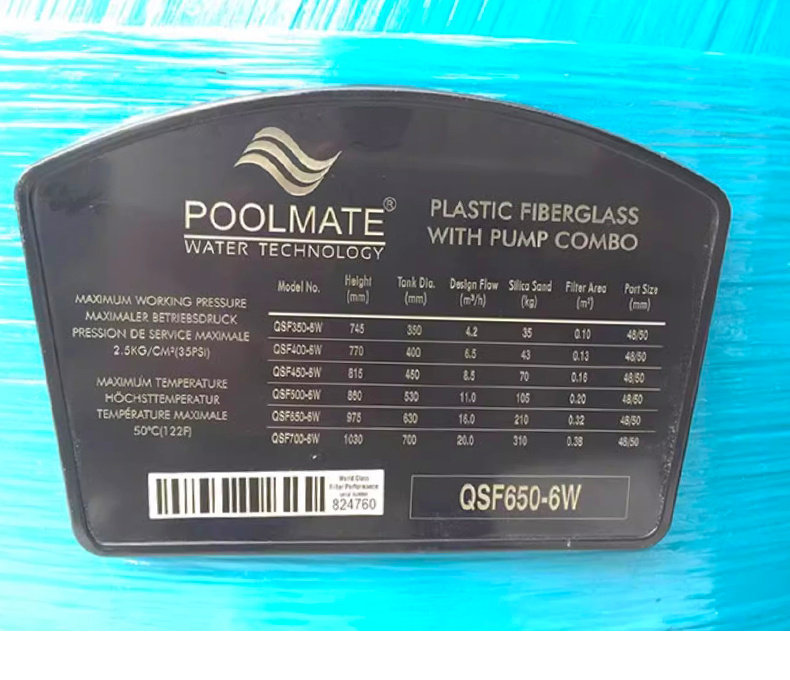 POOLMATE®
WATER TECHNOLOGY
PLASTIC FIBERGLASS
WITH PUMP COMBO
MAXIMUM WORKING PRESSURE
MAXIMALER BETRIEBSDRUCK
PRESSION DE SERVICE MAXIMALE
2.5KG/CM²(35PSI)
MAXIMUM TEMPERATURE
HÖCHSTTEMPERATUR
TEMPÉRATURE MAXIMALE
50°C(122F)
Model No. Height (mm) Tank Dia. (mm) Design Flow (m³/h) Silica Sand (kg) Filter Area (m²) Port Size (mm)
QSF350-6W 745 350 4.2 35 0.10 48/50
QSF400-6W 770 400 6.5 43 0.13 48/50
QSF450-6W 815 450 8.5 70 0.16 48/50
QSF500-6W 860 530 11.0 105 0.20 48/50
QSF650-6W 975 630 16.0 210 0.32 48/50
QSF700-6W 1030 700 20.0 310 0.38 48/50
World Class
Filter Performance
SERIAL NUMBER
824760
QSF650-6W